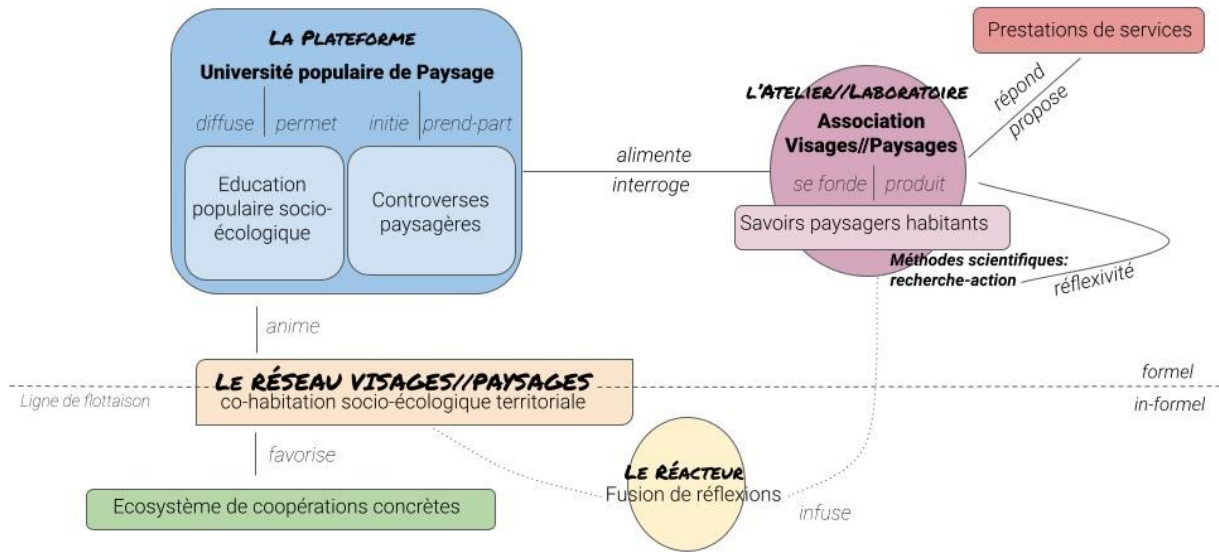 LA PLATEFORME
Université populaire de Paysage
diffuse permet initie prend-part
Education
populaire socio-
écologique
Controverses
paysagères
alimente
interroge
L'ATELIER//LABORATOIRE
Association
Visages//Paysages
se fonde produit
Savoirs paysagers habitants
Méthodes scientifiques:
recherche-action
réflexivité
répond
propose
Prestations de services
anime
LE RÉSEAU VISAGES//PAYSAGES
co-habitation socio-écologique territoriale
Ligne de flottaison
formel
in-formel
favorise
Ecosystème de coopérations concrètes
LE RÉACTEUR
Fusion de réflexions
infuse